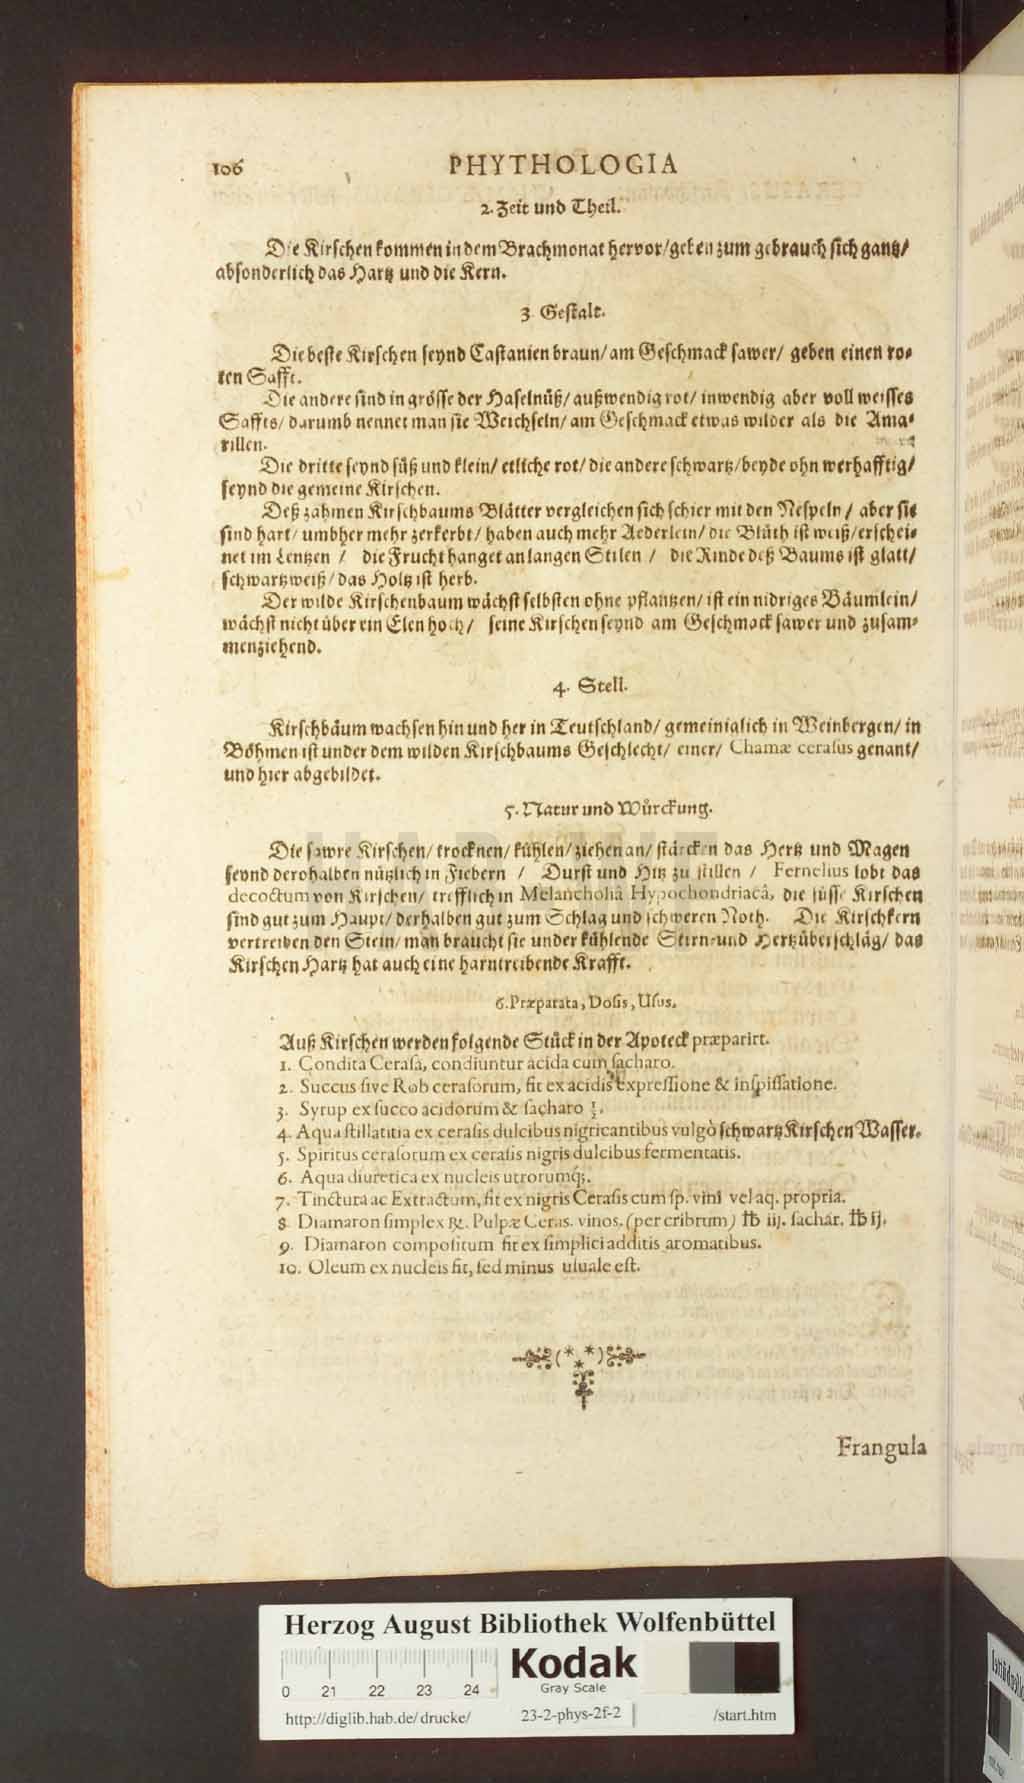 106 PHYTHOLOGIA
2. Zeit und Theil.
Die Kirschen kommen in dem Brachmonat hervor/ geben zum gebrauch sich gantz/
absonderlich das Hartz und die Kern.
3. Gestalt.
Die beste Kirschen seynd Castanien braun/ am Geschmack sawer/ geben einen ro-
ten Safft.
Die andere sind in grösse der Haselnüß/ außwendig rot/ inwendig aber voll weisses
Saffts/ darumb nennet man sie Weichseln/ am Geschmack etwas wilder als die Ama-
rillen.
Die dritte seynd süß und klein/ etliche rot/ die andere schwartz/ beyde ohn werhafftig/
seynd die gemeine Kirschen.
Deß zahmen Kirschbaums Blätter vergleichen sich schier mit den Nespeln/ aber sie
sind hart/ umbher mehr zerkerbt/ haben auch mehr Aederlein/ die Blüth ist weiß/ erschei-
net im Lentzen/ die Frucht hanget an langen Stilen/ die Rinde deß Baums ist glatt/
schwartzweiß/ das Holtz ist herb.
Der wilde Kirschenbaum wächst selbsten ohne pflantzen/ ist ein nidriges Bäumlein/
wächst nicht über ein Elen hoch/ seine Kirschen seynd am Geschmack sawer und zusam-
menziehend.
4. Stell.
Kirschbäum wachsen hin und her in Teutschland/ gemeiniglich in Weinbergen/ in
Böhmen ist under dem wilden Kirschbaums Geschlecht/ einer/ Chamæ cerasus genant/
und hier abgebildet.
5. Natur und Würckung.
Die sawre Kirschen/ trocknen/ kühlen/ ziehen an/ stärcken das Hertz und Magen
seynd derohalben nützlich in Fiebern/ Durst und Hitz zu stillen/ Fernelius lobt das
decoctum von Kirschen/ trefflich in Melancholiâ Hypochondriacâ, die süsse Kirschen
sind gut zum Haupt/ derhalben gut zum Schlag und schweren Noth. Die Kirschkern
vertreiben den Stein/ man braucht sie under kühlende Stirn- und Hertzüberschläg/ das
Kirschen Hartz hat auch eine harntreibende Krafft.
6. Præparata, Dosis, Usus.
Auß Kirschen werden folgende Stück in der Apoteck præparirt.
1. Condita Cerasa, condiuntur acida cum sacharo.
2. Succus sive Rob cerasorum, fit ex acidis expressione & inspissatione.
3. Syrup ex succo acidorum & sacharo ½.
4. Aqua stillatitia ex cerasis dulcibus nigricantibus vulgò schwartz Kirschen Wasser.
5. Spiritus cerasorum ex cerasis nigris dulcibus fermentatis.
6. Aqua diuretica ex nucleis utrorumq́;.
7. Tinctura ac Extractum, fit ex nigris Cerasis cum sp. vini vel aq. propria.
8. Diamaron simplex ℞. Pulpæ Ceras. vinos. (per cribrum) ℔ iij. sachar. ℔ ij.
9. Diamaron compositum fit ex simplici additis aromatibus.
10. Oleum ex nucleis fit, sed minus usuale est.
Frangula
Herzog August Bibliothek Wolfenbüttel
0 21 22 23 24
Kodak
Gray Scale
http://diglib.hab.de/drucke/ 23-2-phys-2f-2 /start.htm